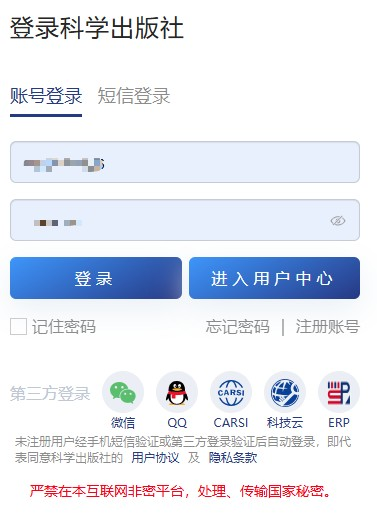 登录科学出版社
账号登录 短信登录
登录 进入用户中心
记住密码 忘记密码 | 注册账号
第三方登录
微信 QQ CARSI 科技云 ERP
未注册用户经手机短信验证或第三方登录验证后自动登录，即代
表同意科学出版社的 用户协议 及 隐私条款
严禁在本互联网非密平台，处理、传输国家秘密。